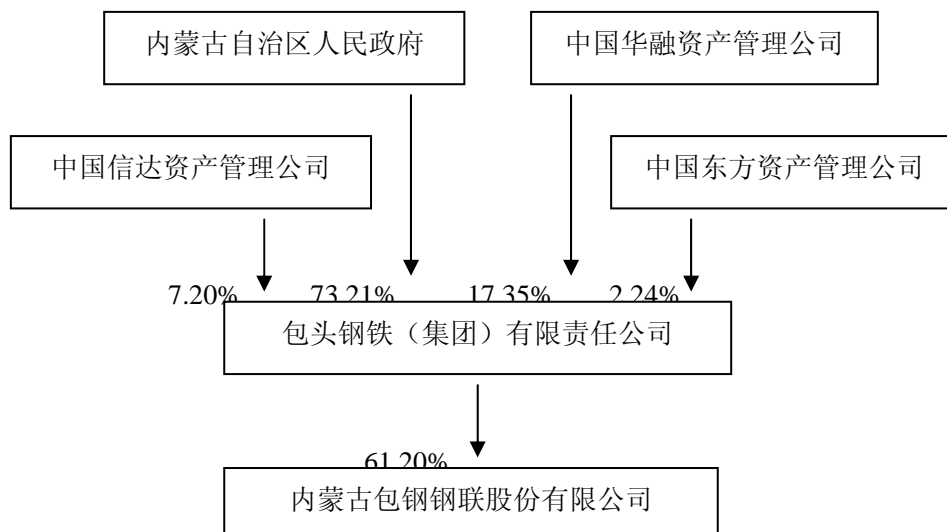 内蒙古自治区人民政府
中国华融资产管理公司
中国信达资产管理公司
中国东方资产管理公司
7.20% 73.21% 17.35% 2.24%
包头钢铁（集团）有限责任公司
61.20%
内蒙古包钢钢联股份有限公司